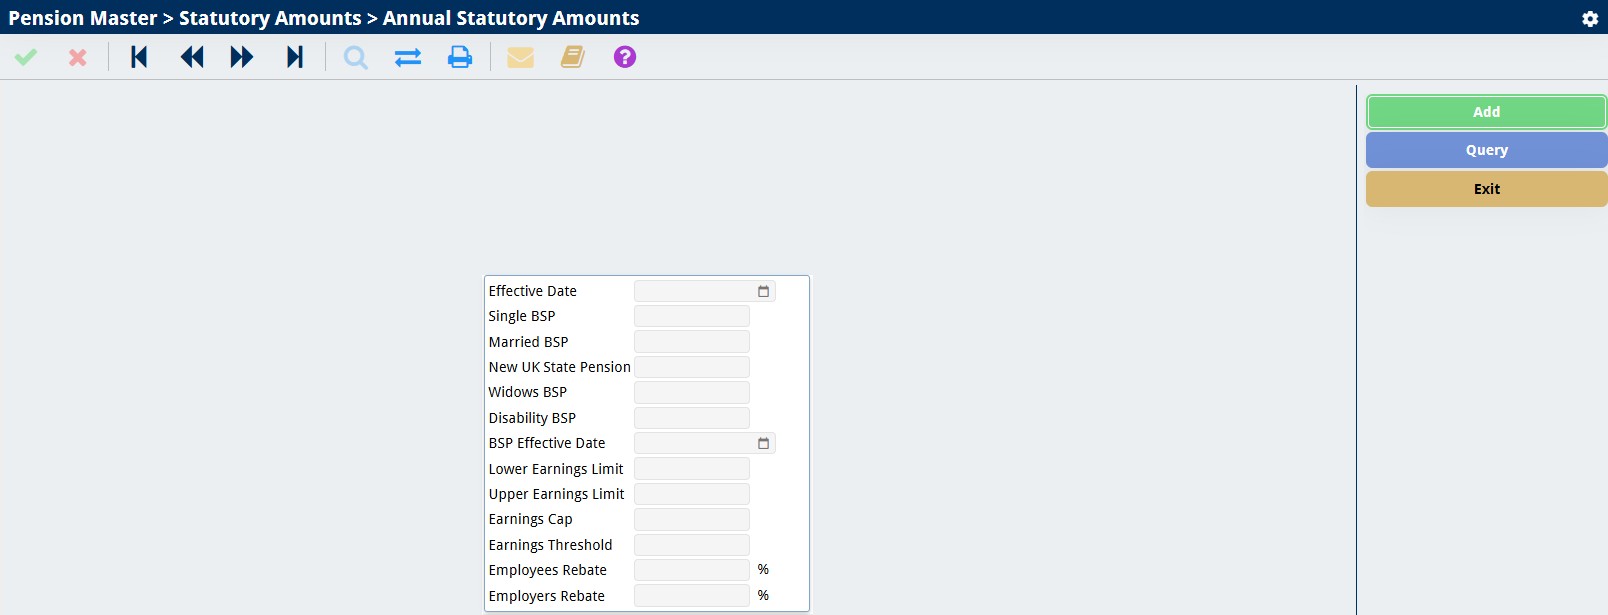 Pension Master > Statutory Amounts > Annual Statutory Amounts
?
Add
Query
Exit
Effective Date
Single BSP
Married BSP
New UK State Pension
Widows BSP
Disability BSP
BSP Effective Date
Lower Earnings Limit
Upper Earnings Limit
Earnings Cap
Earnings Threshold
Employees Rebate %
Employers Rebate %